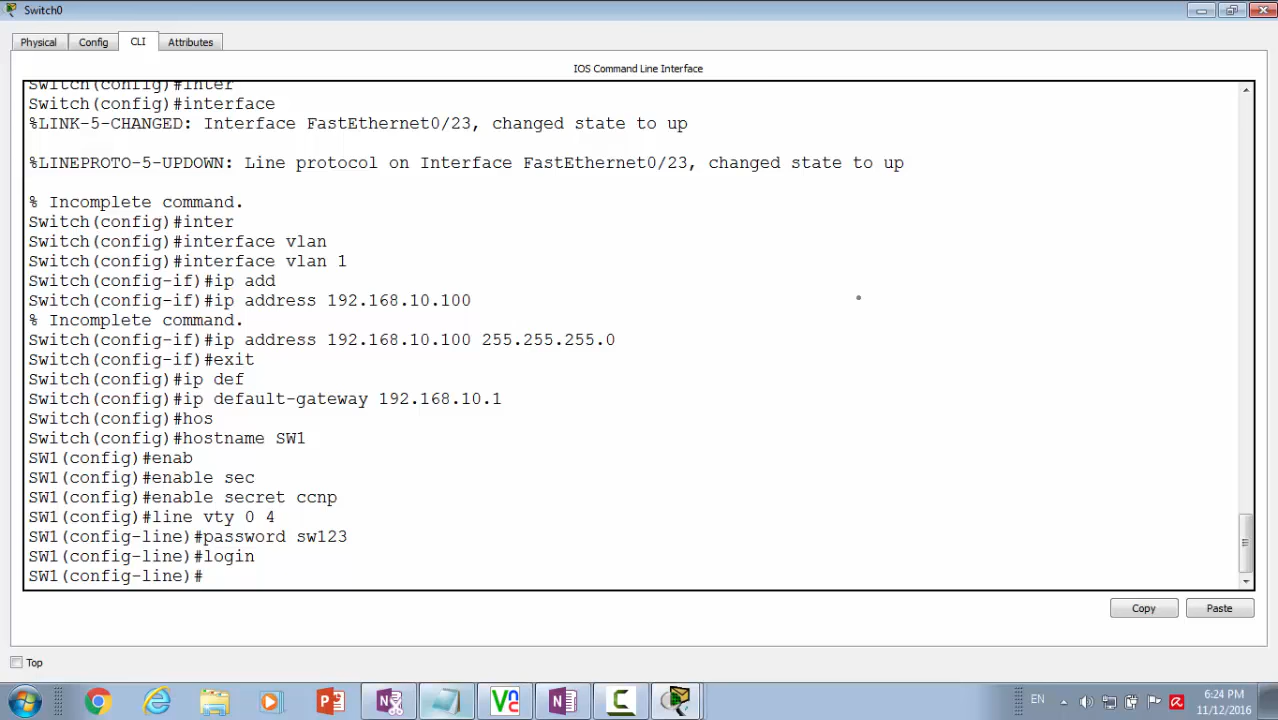 Switch0
Physical
Config
CLI
Attributes
IOS Command Line Interface
Switch(config)#inter
Switch(config)#interface
%LINK-5-CHANGED: Interface FastEthernet0/23, changed state to up
%LINEPROTO-5-UPDOWN: Line protocol on Interface FastEthernet0/23, changed state to up
% Incomplete command.
Switch(config)#inter
Switch(config)#interface vlan
Switch(config)#interface vlan 1
Switch(config-if)#ip add
Switch(config-if)#ip address 192.168.10.100
% Incomplete command.
Switch(config-if)#ip address 192.168.10.100 255.255.255.0
Switch(config-if)#exit
Switch(config)#ip def
Switch(config)#ip default-gateway 192.168.10.1
Switch(config)#hos
Switch(config)#hostname SW1
SW1(config)#enab
SW1(config)#enable sec
SW1(config)#enable secret ccnp
SW1(config)#line vty 0 4
SW1(config-line)#password sw123
SW1(config-line)#login
SW1(config-line)#
Copy
Paste
Top
EN
6:24 PM
11/12/2016